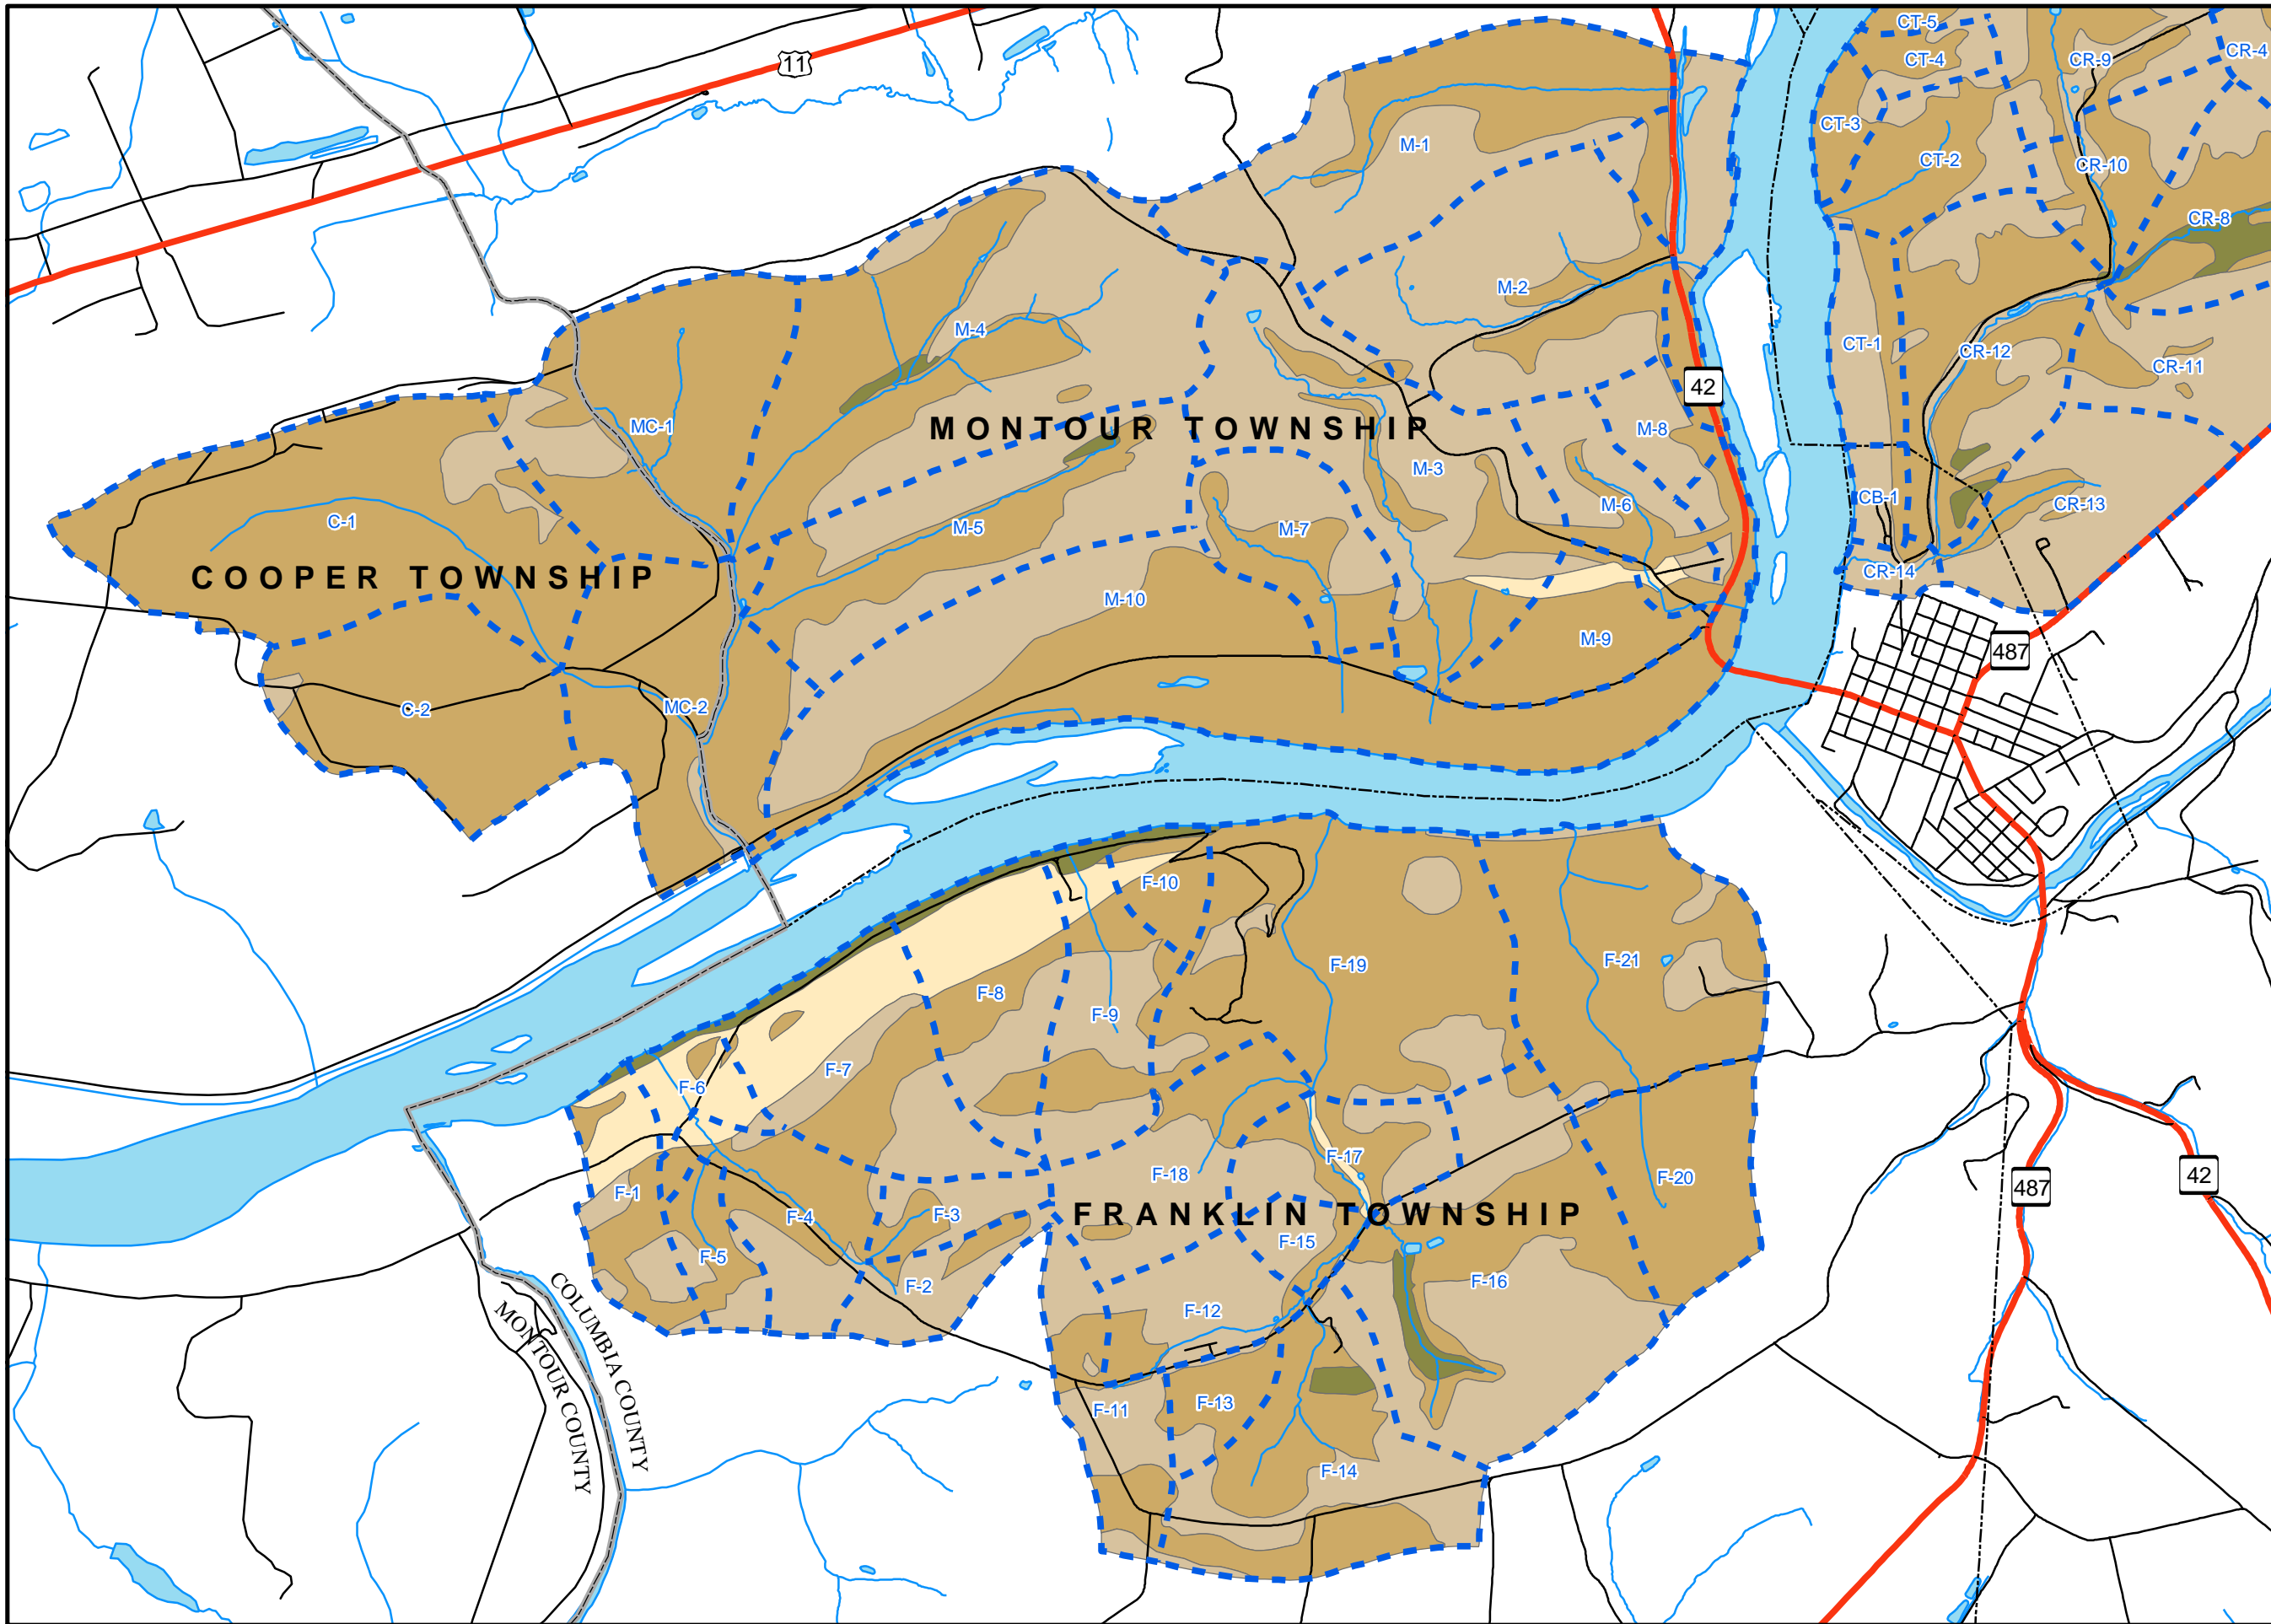 CT-5
CR-4
CT-4
CR-9
11
CT-3
M-1
CT-2
CR-10
CR-8
M-2
M-4
CT-1
CR-12
CR-11
42
MC-1
MONTOUR TOWNSHIP
M-8
M-3
CB-1
M-6
CR-13
C-1
M-5
M-7
COOPER TOWNSHIP
CR-14
M-10
M-9
487
C-2
MC-2
F-10
F-19
F-21
F-8
F-9
F-7
F-6
F-17
F-18
F-20
42
487
F-1
F-4
F-3
FRANKLIN TOWNSHIP
F-15
F-5
F-2
F-16
F-12
COLUMBIA COUNTY
MONTOUR COUNTY
F-11
F-13
F-14